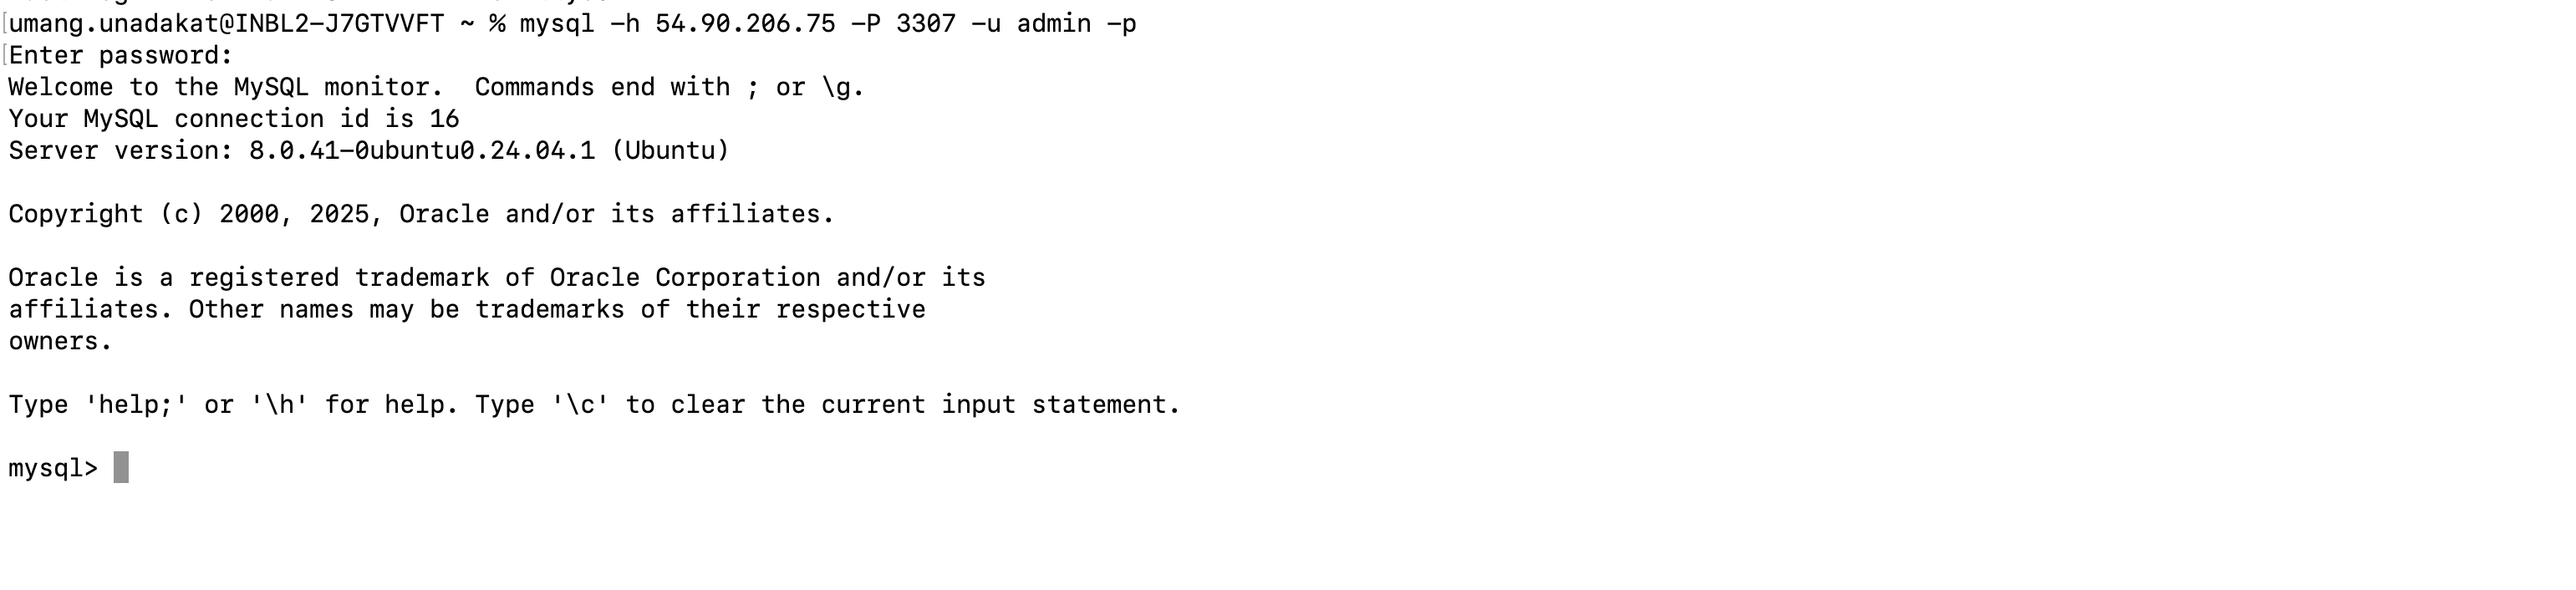 [umang.unadakat@INBL2-J7GTVVFT ~ % mysql -h 54.90.206.75 -P 3307 -u admin -p
[Enter password:
Welcome to the MySQL monitor.  Commands end with ; or \g.
Your MySQL connection id is 16
Server version: 8.0.41-0ubuntu0.24.04.1 (Ubuntu)

Copyright (c) 2000, 2025, Oracle and/or its affiliates.

Oracle is a registered trademark of Oracle Corporation and/or its
affiliates. Other names may be trademarks of their respective
owners.

Type 'help;' or '\h' for help. Type '\c' to clear the current input statement.

mysql>